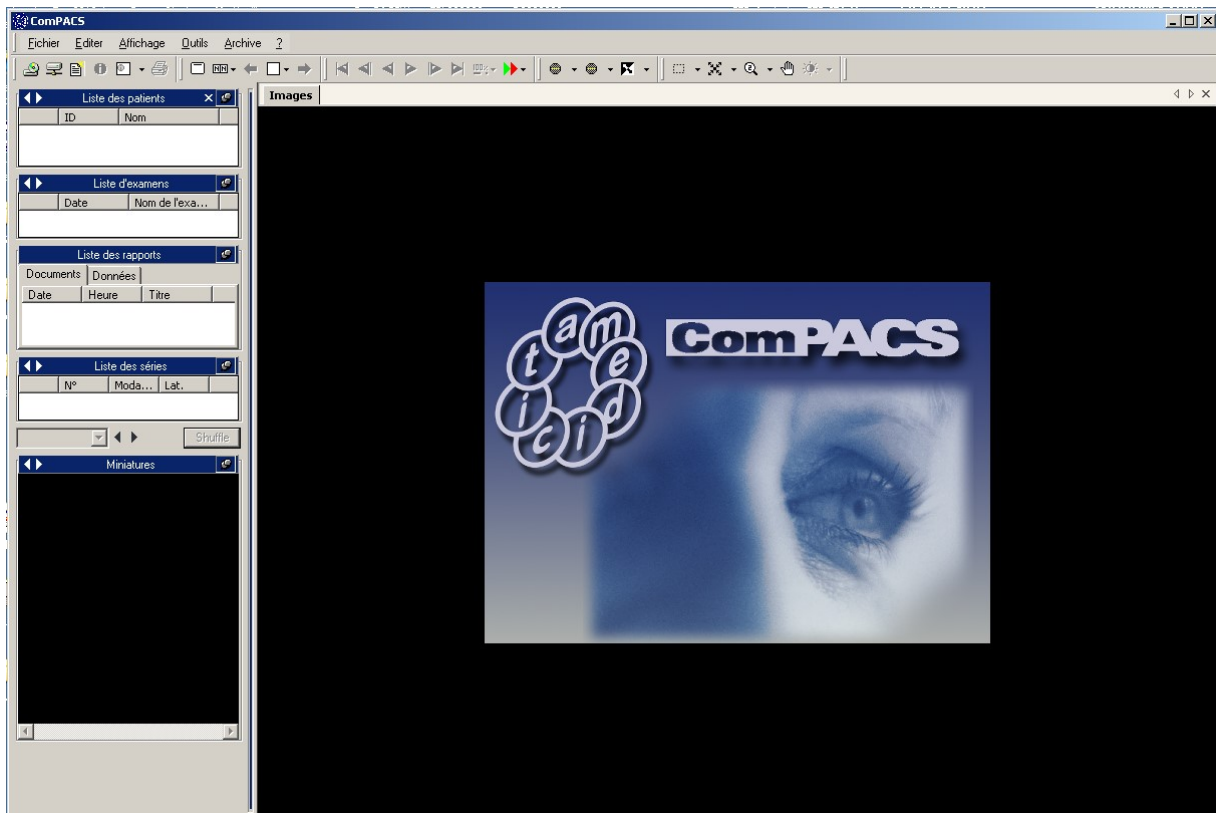 ComPACS
Fichier Editer Affichage Outils Archive ?
Liste des patients
ID Nom
Liste d'examens
Date Nom de l'exa...
Liste des rapports
Documents Données
Date Heure Titre
Liste des séries
N° Moda... Lat.
Shuffle
Miniatures
Images
medicimedicita
ComPACS